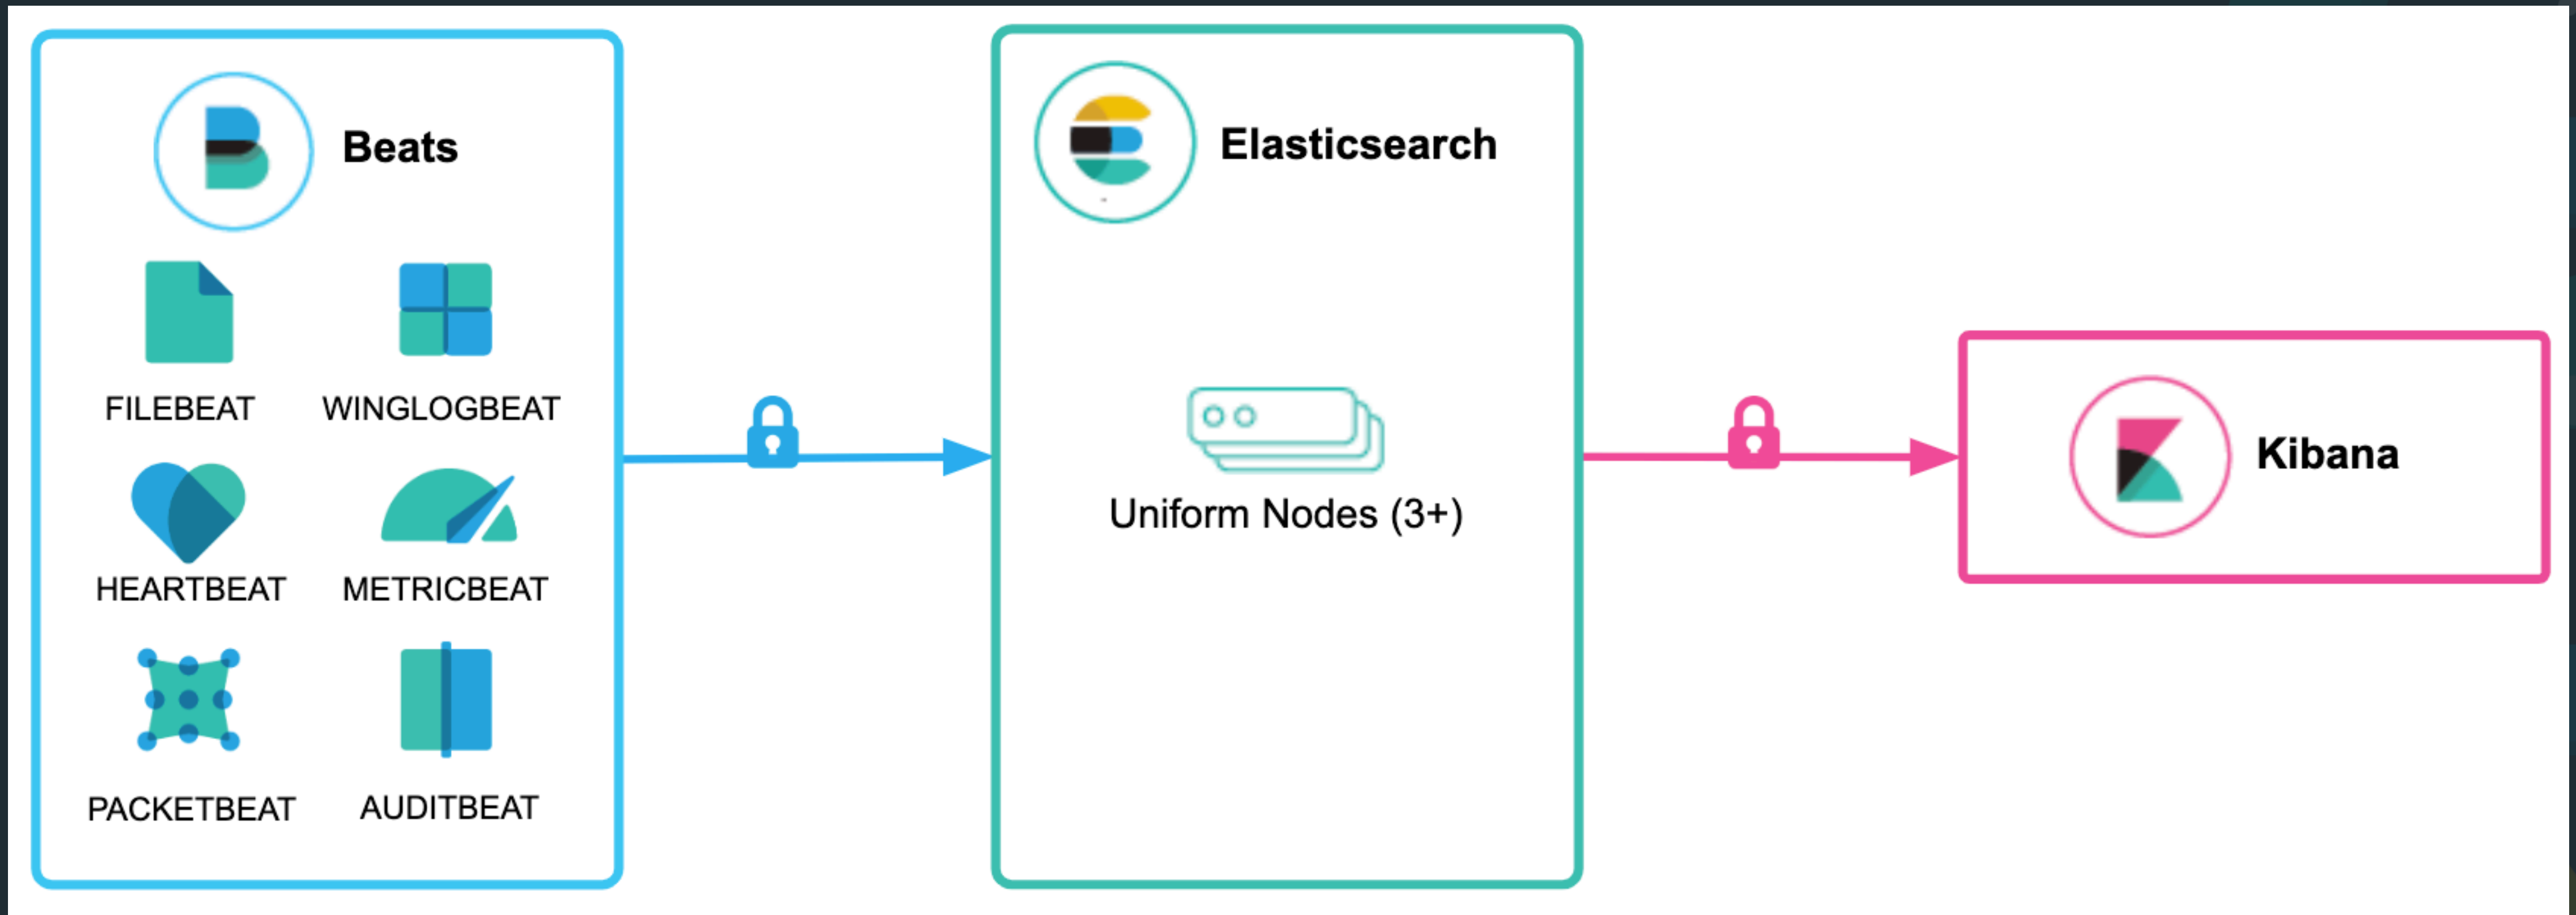 Beats
FILEBEAT
WINGLOGBEAT
HEARTBEAT
METRICBEAT
PACKETBEAT
AUDITBEAT
Elasticsearch
Uniform Nodes (3+)
Kibana